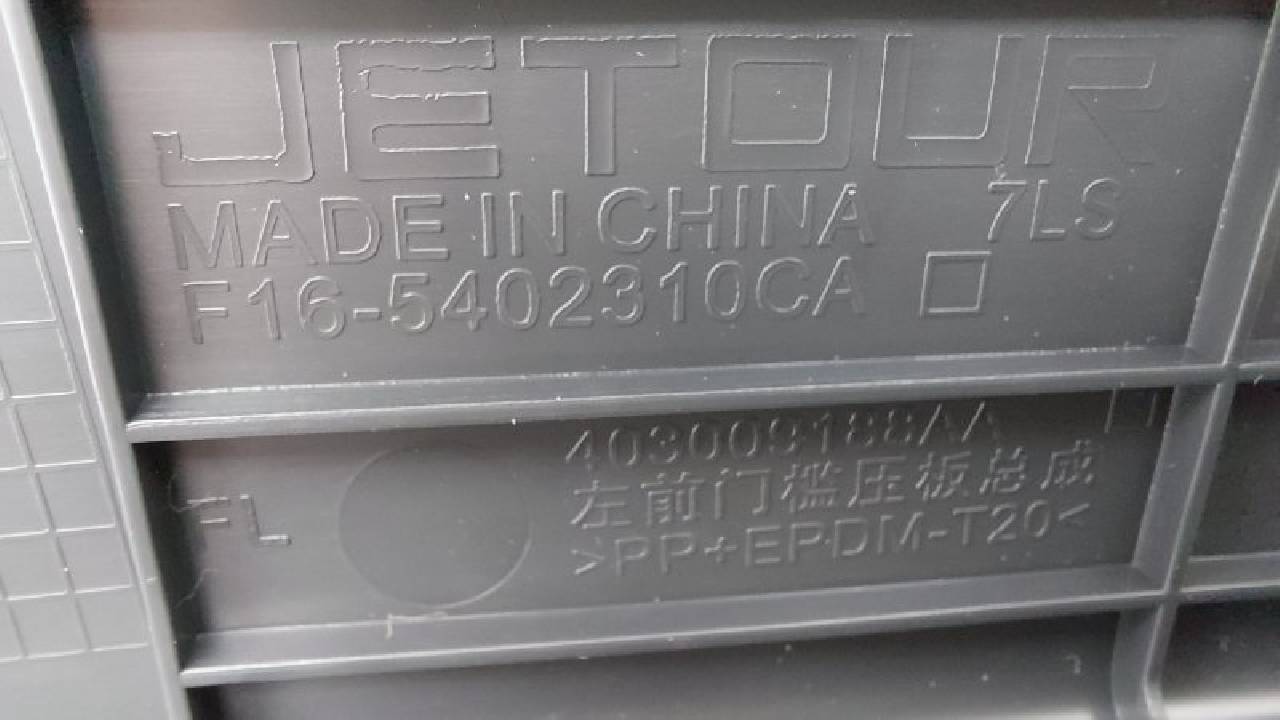 JETOUR
MADE IN CHINA 7LS
F16-5402310CA
403009188AA
FL
左前门槛压板总成
>PP+EPDM-T20<